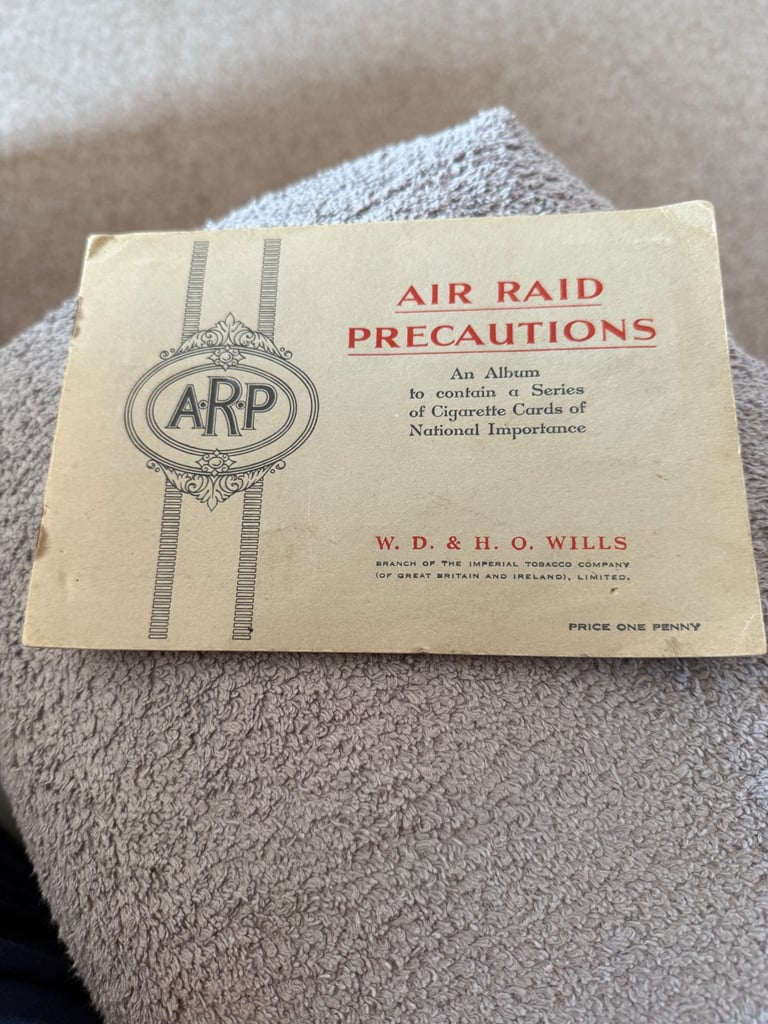 A·R·P
AIR RAID
PRECAUTIONS
An Album
to contain a Series
of Cigarette Cards of
National Importance
W. D. & H. O. WILLS
BRANCH OF THE IMPERIAL TOBACCO COMPANY
(OF GREAT BRITAIN AND IRELAND), LIMITED.
PRICE ONE PENNY